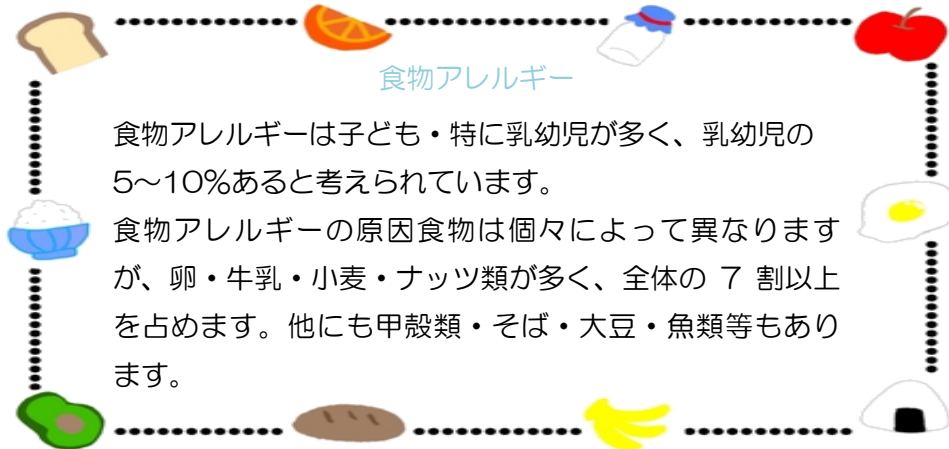 食物アレルギー
食物アレルギーは子ども・特に乳幼児が多く、乳幼児の
5～10％あると考えられています。
食物アレルギーの原因食物は個々によって異なります
が、卵・牛乳・小麦・ナッツ類が多く、全体の 7 割以上
を占めます。他にも甲殻類・そば・大豆・魚類等もあり
ます。